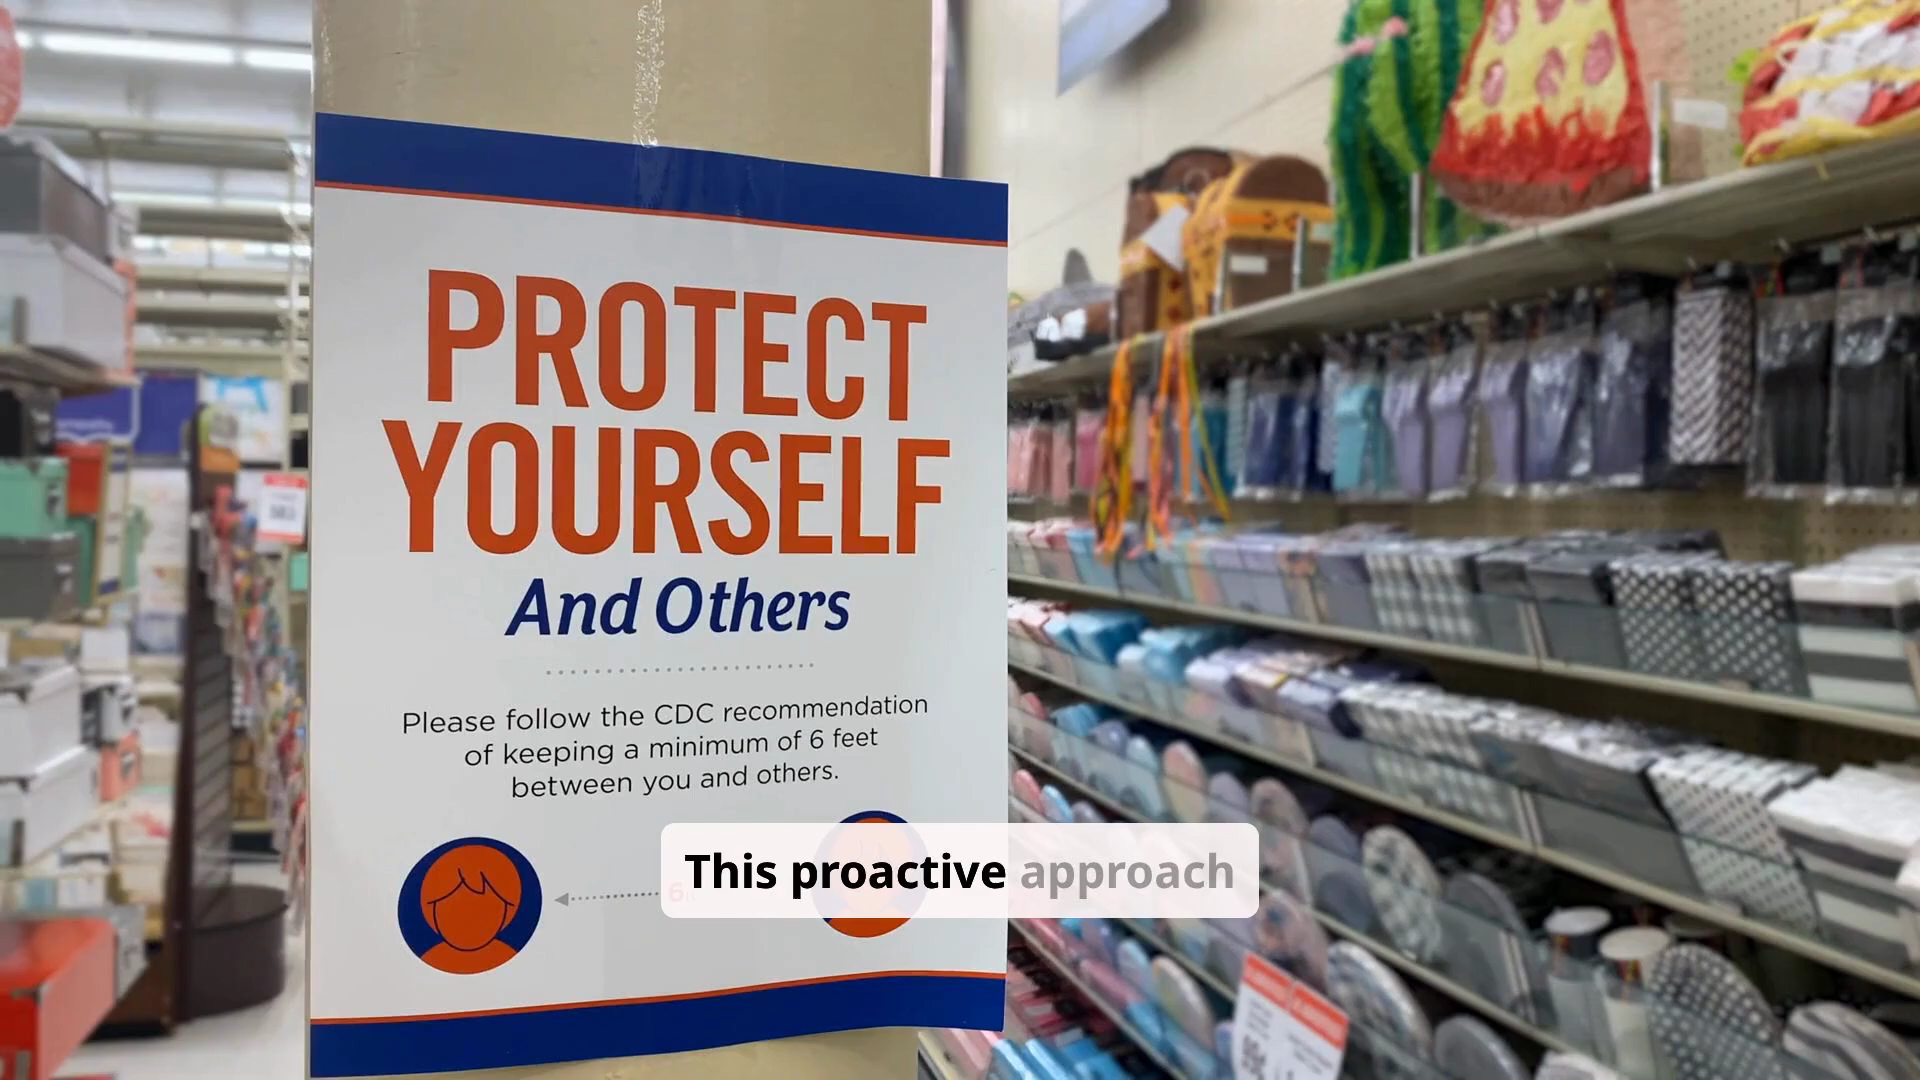 PROTECT
YOURSELF
And Others
Please follow the CDC recommendation
of keeping a minimum of 6 feet
between you and others.
This proactive approach